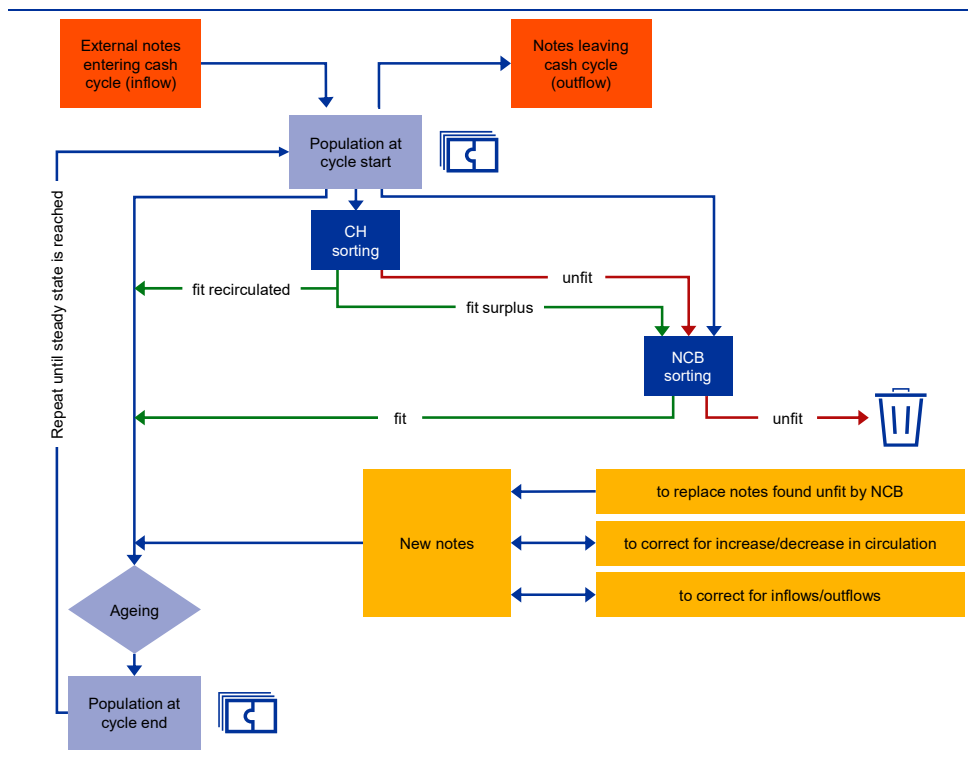 External notes
entering cash
cycle (inflow)
Notes leaving
cash cycle
(outflow)
Population at
cycle start
CH
sorting
unfit
fit recirculated
fit surplus
NCB
sorting
fit
unfit
Repeat until steady state is reached
to replace notes found unfit by NCB
New notes
to correct for increase/decrease in circulation
to correct for inflows/outflows
Ageing
Population at
cycle end